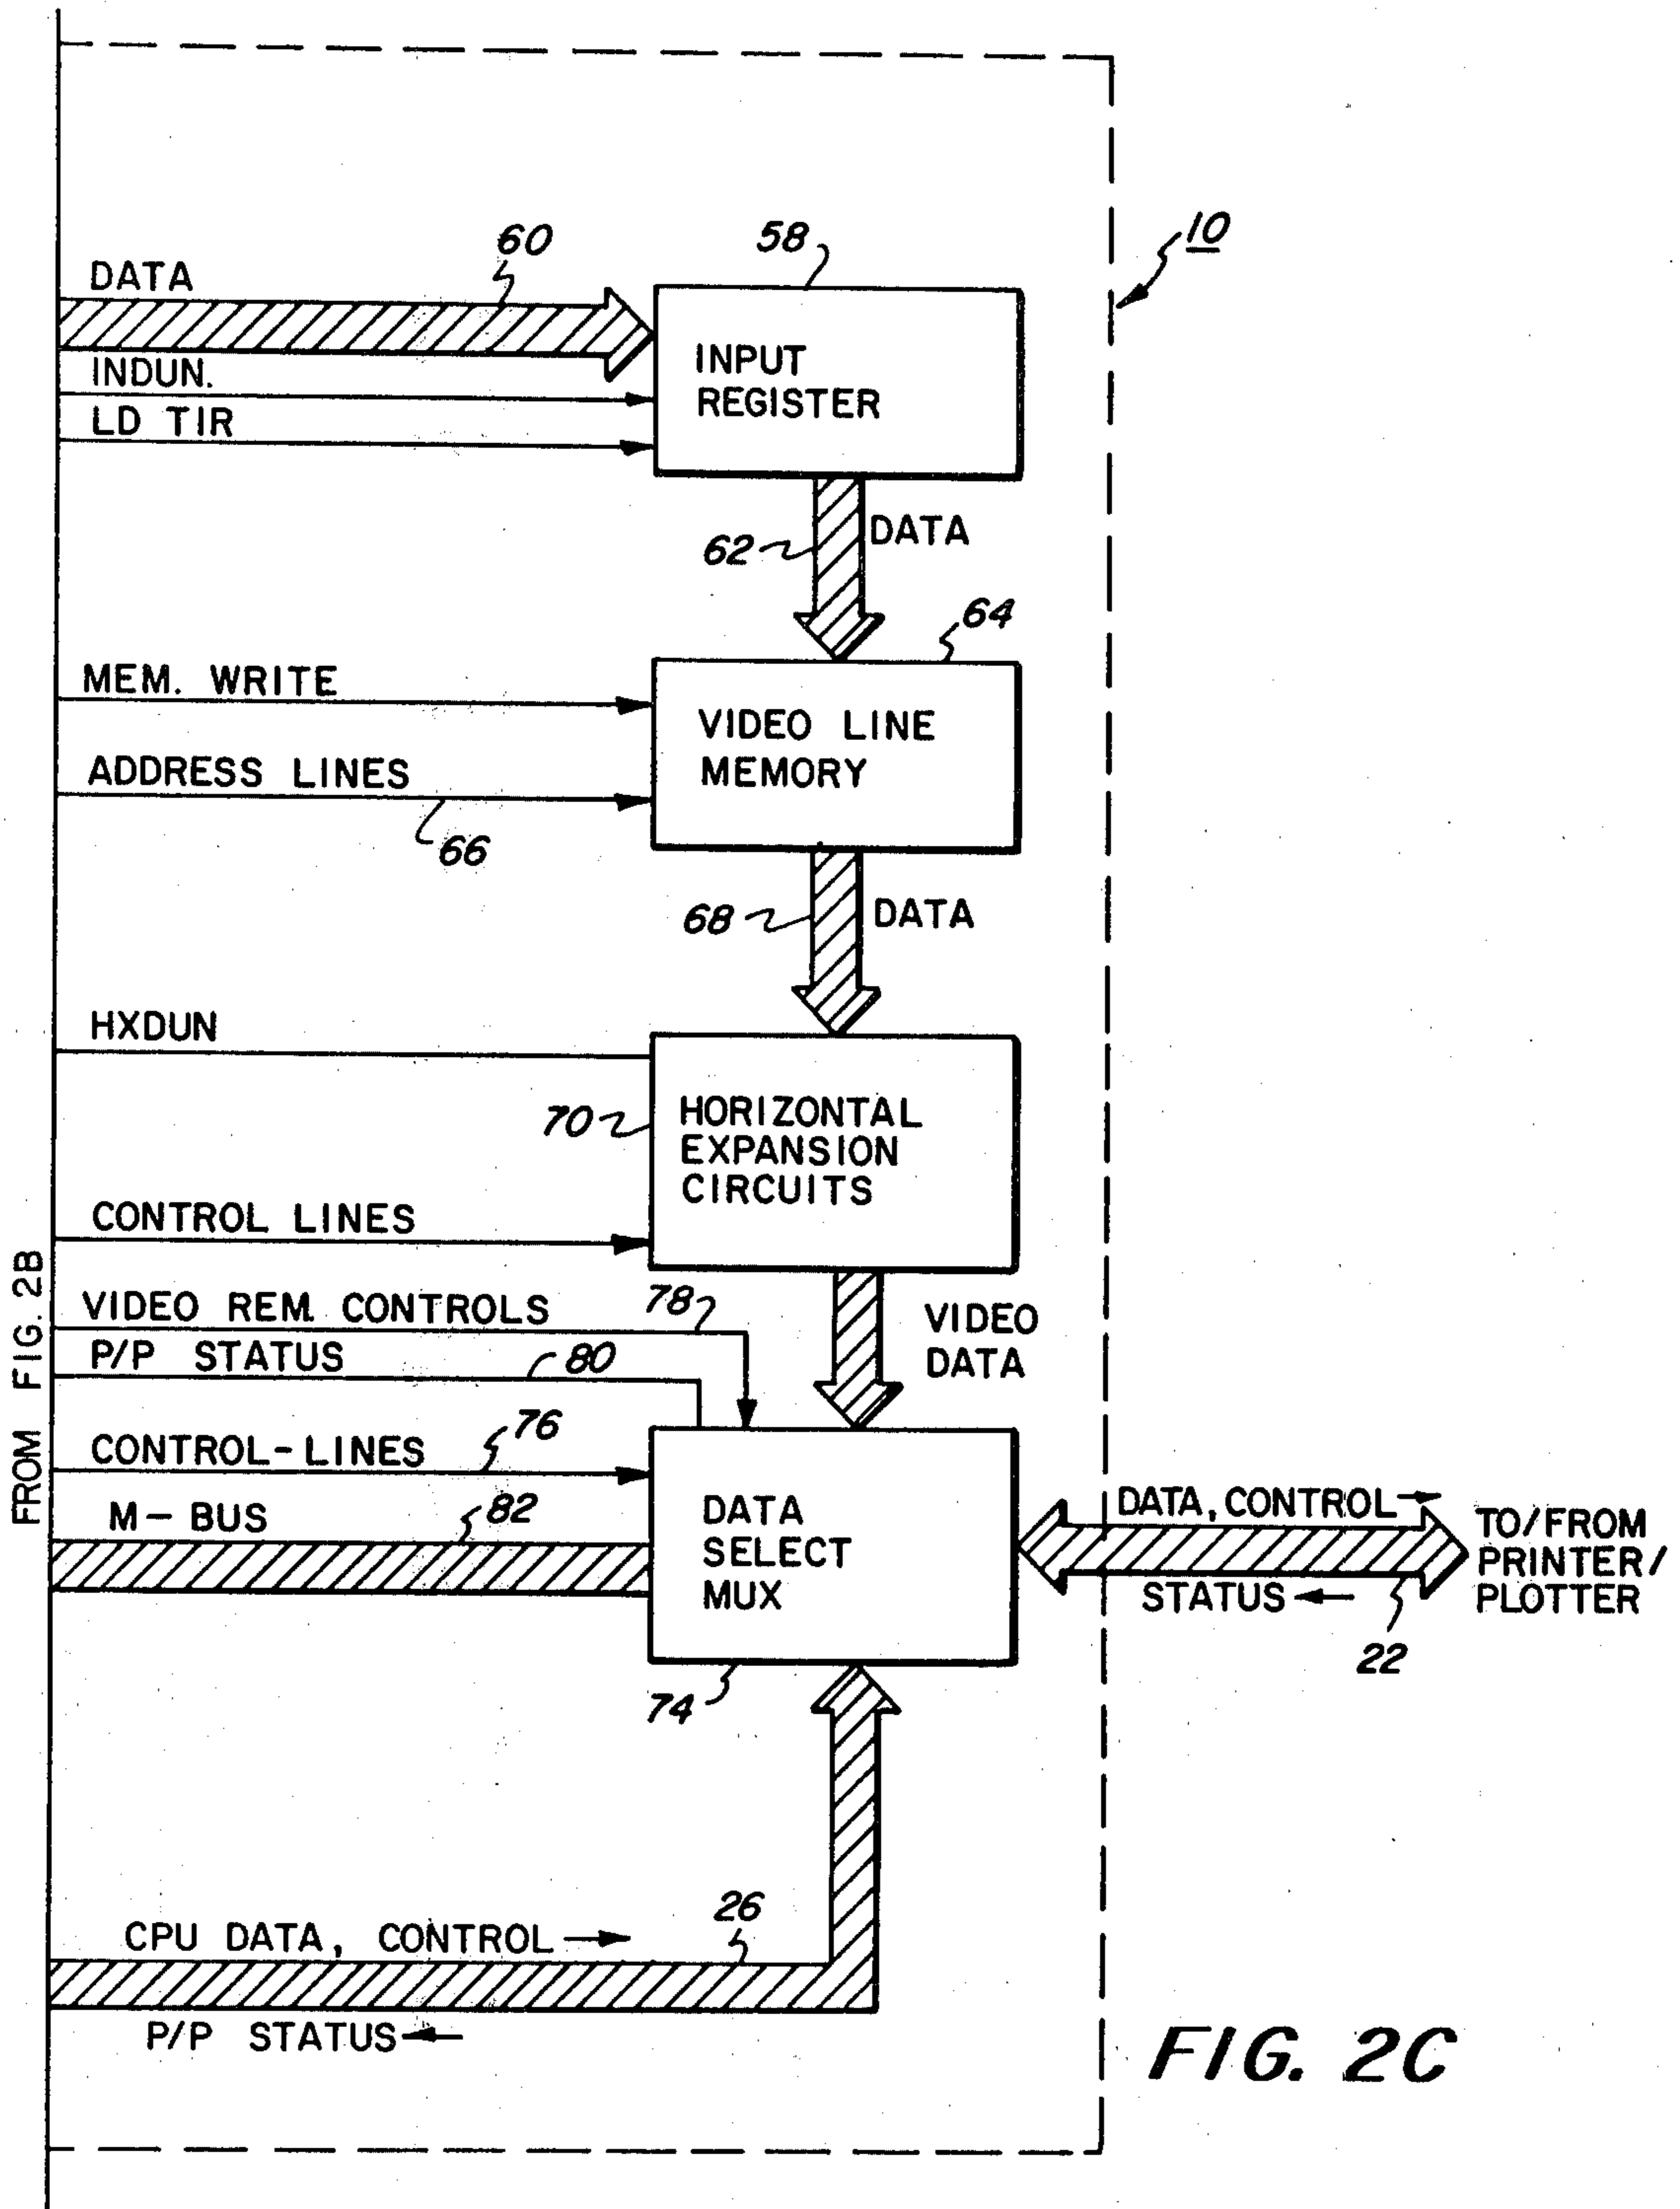 10
60
58
DATA
INPUT
REGISTER
INDUN.
LD TIR
DATA
62
64
MEM. WRITE
VIDEO LINE
MEMORY
ADDRESS LINES
66
68
DATA
HXDUN
70
HORIZONTAL
EXPANSION
CIRCUITS
CONTROL LINES
FROM FIG. 2B
VIDEO REM. CONTROLS
78
VIDEO
DATA
P/P STATUS
80
CONTROL-LINES
76
M-BUS
82
DATA
SELECT
MUX
DATA, CONTROL
TO/FROM
PRINTER/
PLOTTER
STATUS
22
74
26
CPU DATA, CONTROL
P/P STATUS
FIG. 2C